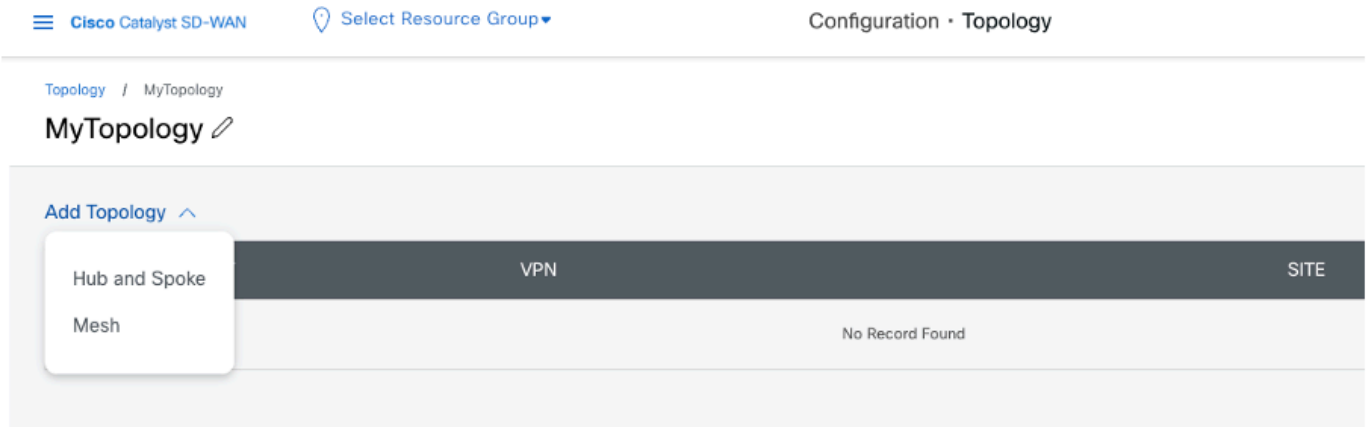 Cisco Catalyst SD-WAN Select Resource Group Configuration · Topology
Topology / MyTopology
MyTopology
Add Topology
Hub and Spoke
Mesh
VPN SITE
No Record Found